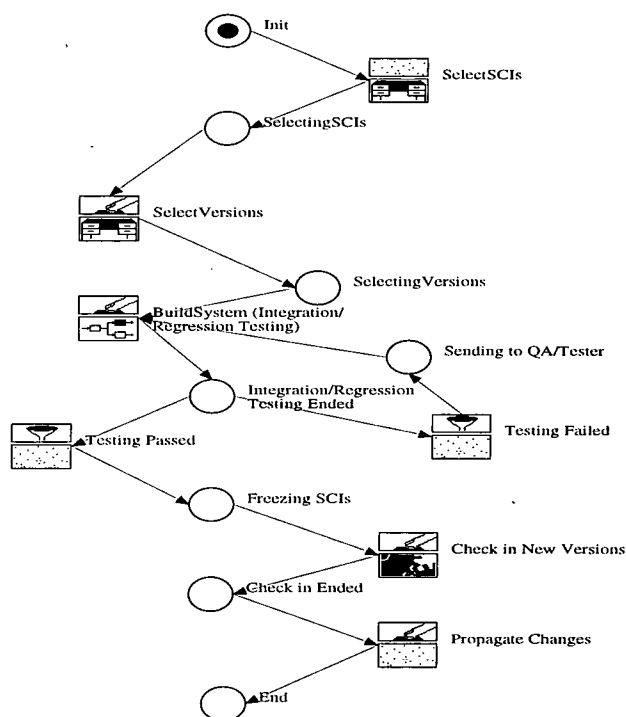 Init
SelectSCIs
SelectingSCIs
SelectVersions
SelectingVersions
BuildSystem (Integration/
Regression Testing)
Sending to QA/Tester
Integration/Regression
Testing Ended
Testing Passed
Testing Failed
Freezing SCIs
Check in New Versions
Check in Ended
Propagate Changes
End